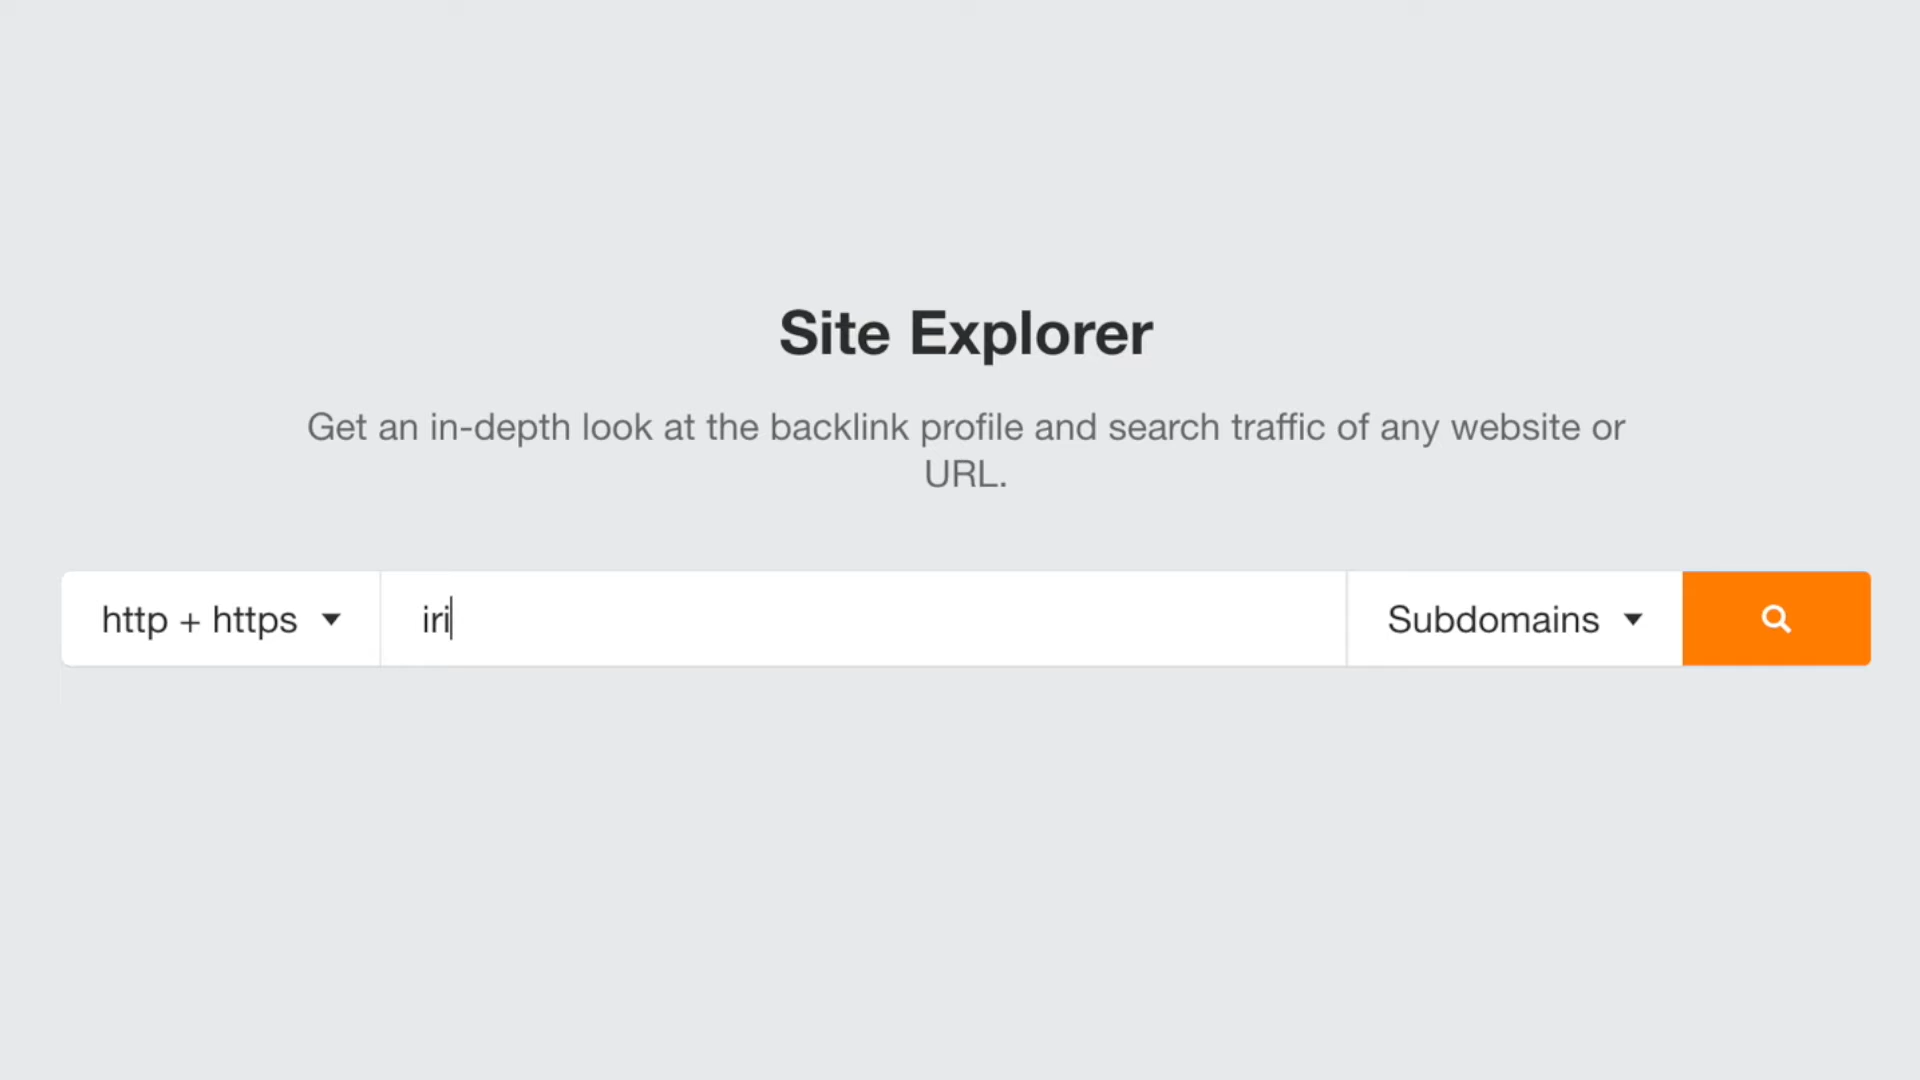 Site Explorer
Get an in-depth look at the backlink profile and search traffic of any website or
URL.
http + https iri Subdomains